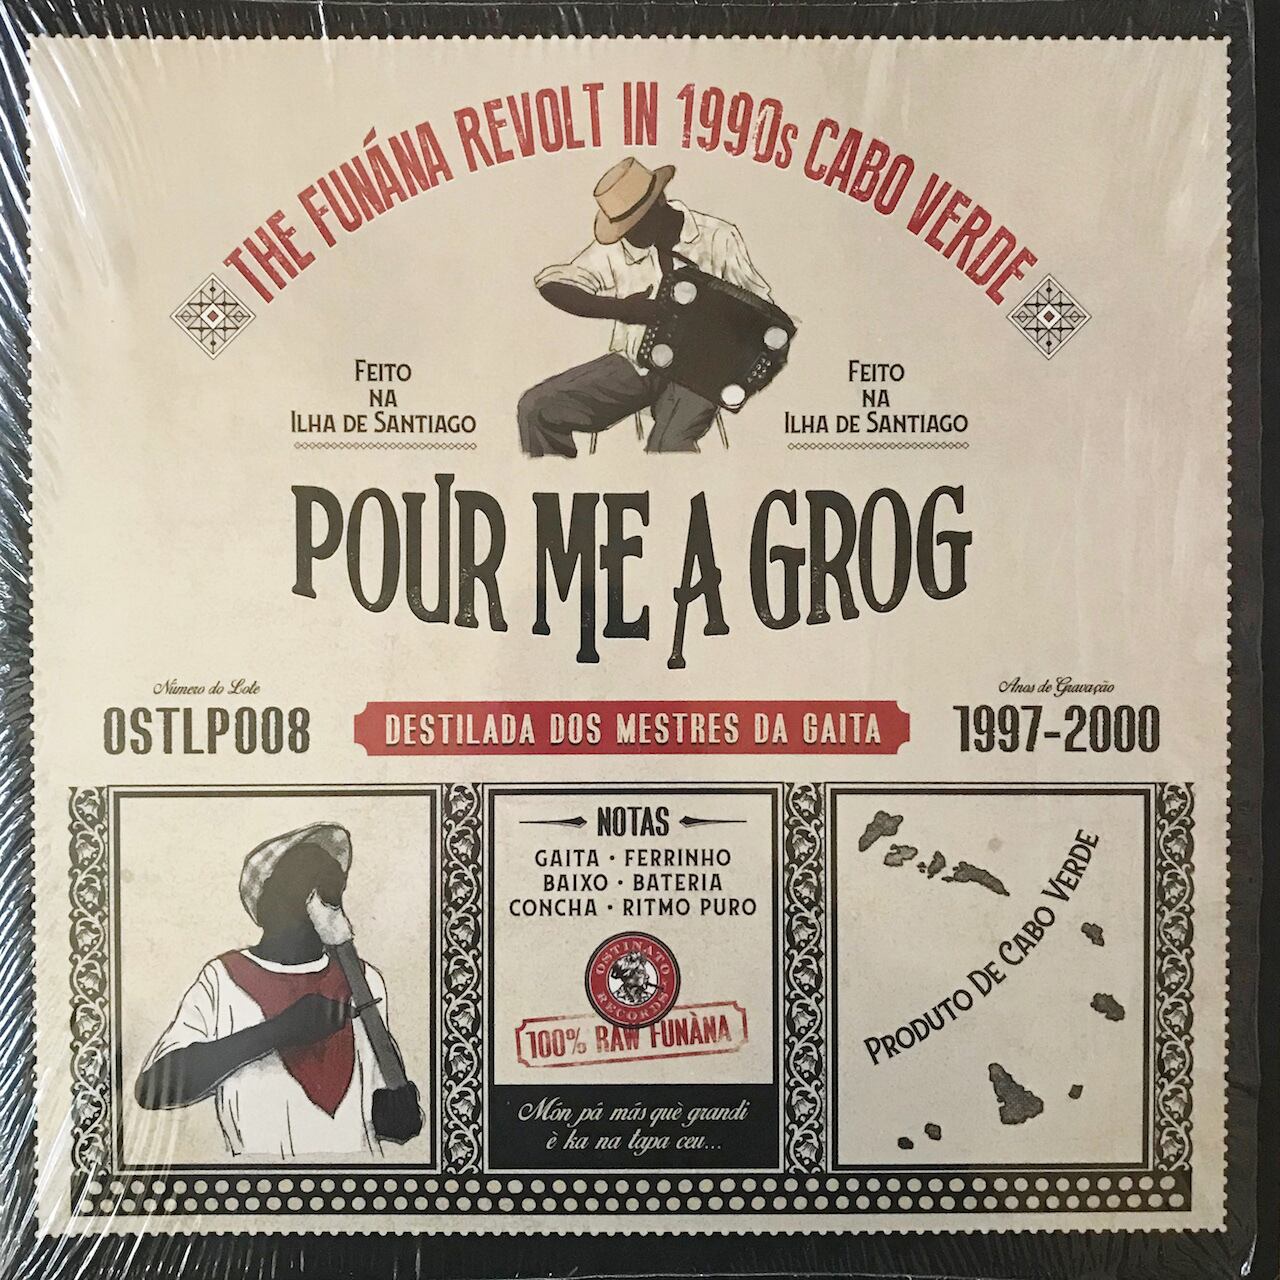 THE FUNÁNA REVOLT IN 1990s CABO VERDE
FEITO
NA
ILHA DE SANTIAGO
FEITO
NA
ILHA DE SANTIAGO
POUR ME A GROG
Número do Lote
OSTLP008
DESTILADA DOS MESTRES DA GAITA
Anos de Gravação
1997-2000
NOTAS
GAITA · FERRINHO
BAIXO · BATERIA
CONCHA · RITMO PURO
OSTINATO
RECORDS
100% RAW FUNÀNA
Món pá más què grandi
è ka na tapa ceu...
PRODUTO DE CABO VERDE